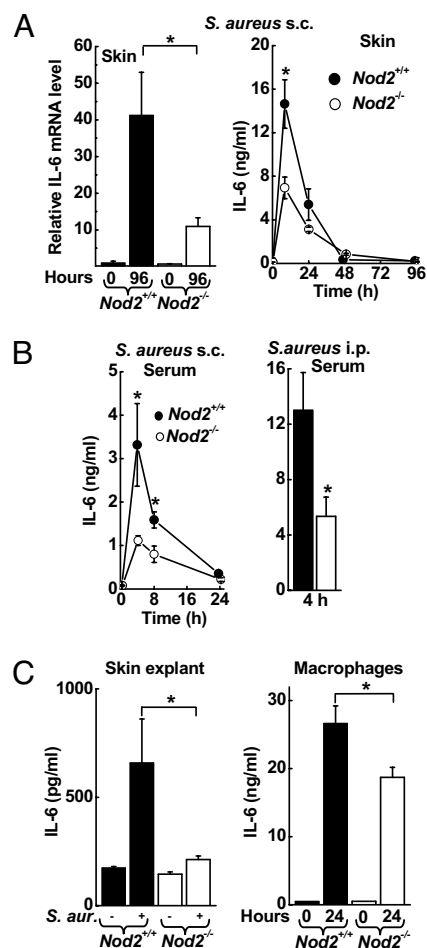 A
S. aureus s.c.
Skin
Relative IL-6 mRNA level
60
50
40
30
20
10
*
Hours 0 96 0 96
Nod2+/+ Nod2-/-
Skin
IL-6 (ng/ml)
20
16
12
8
4
0
*
Nod2+/+
Nod2-/-
0 24 48 72 96
Time (h)
B
S. aureus s.c.
Serum
IL-6 (ng/ml)
5
4
3
2
1
0
*
*
Nod2+/+
Nod2-/-
0 8 16 24
Time (h)
S.aureus i.p.
Serum
16
12
8
4
0
*
4 h
C
Skin explant
IL-6 (pg/ml)
1000
500
0
*
S. aur. - + - +
Nod2+/+ Nod2-/-
Macrophages
IL-6 (ng/ml)
30
20
10
0
*
Hours 0 24 0 24
Nod2+/+ Nod2-/-